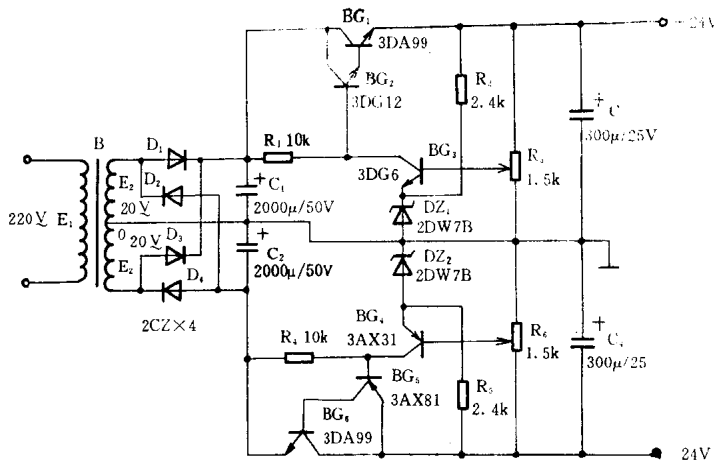 BG₁
3DA99
-24V
BG₂
3DG12
R₂
2.4k
C
300μ/25V
R₁ 10k
BG₃
3DG6
R₃
1.5k
B
D₁
E₂
D₂
20V
C₁
2000μ/50V
220V E₁
0
20V
D₃
E₂
D₄
C₂
2000μ/50V
DZ₁
2DW7B
DZ₂
2DW7B
2CZ×4
R₄ 10k
BG₄
3AX31
R₆
1.5k
C₄
300μ/25
BG₅
3AX81
R₅
2.4k
BG₆
3DA99
24V